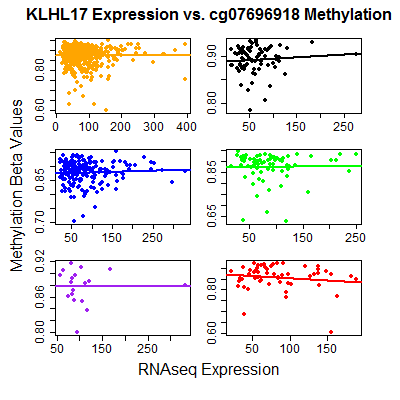 KLHL17 Expression vs. cg07696918 Methylation
Methylation Beta Values
0.60 0.80
0 100 200 300 400
0.80 0.90
50 150 250
0.70 0.85
50 150 250
0.65 0.85
50 100 150 200 250
0.80 0.86 0.92
50 150 250
0.60 0.80
50 100 150
RNAseq Expression